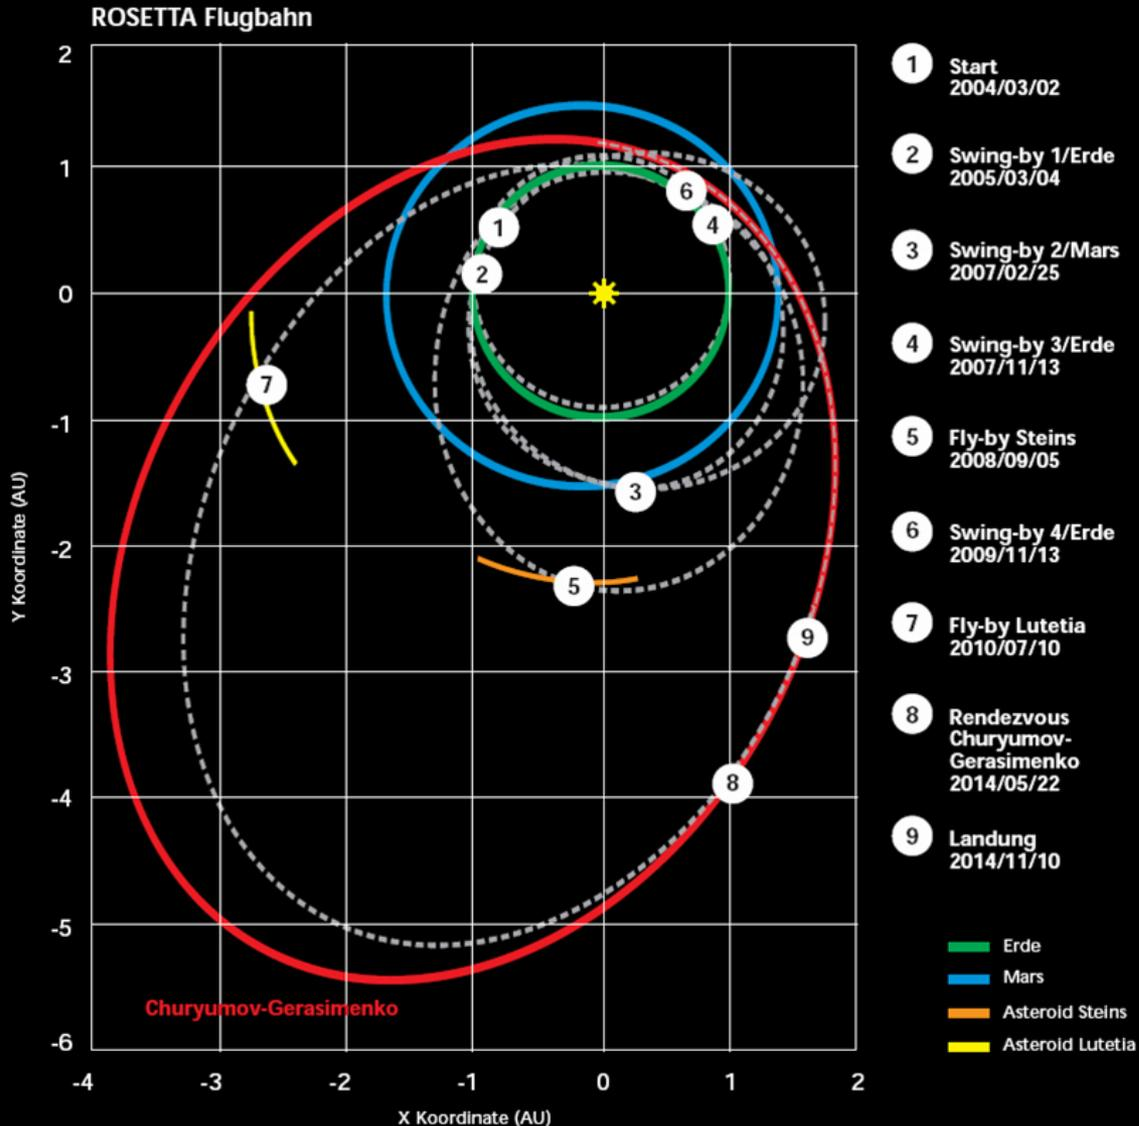 ROSETTA Flugbahn
2
1
0
-1
-2
-3
-4
-5
-6
-4
-3
-2
-1
0
1
2
Y Koordinate (AU)
X Koordinate (AU)
1
2
3
4
5
6
7
8
9
Churyumov-Gerasimenko
1 Start
2004/03/02
2 Swing-by 1/Erde
2005/03/04
3 Swing-by 2/Mars
2007/02/25
4 Swing-by 3/Erde
2007/11/13
5 Fly-by Steins
2008/09/05
6 Swing-by 4/Erde
2009/11/13
7 Fly-by Lutetia
2010/07/10
8 Rendezvous
Churyumov-
Gerasimenko
2014/05/22
9 Landung
2014/11/10
Erde
Mars
Asteroid Steins
Asteroid Lutetia